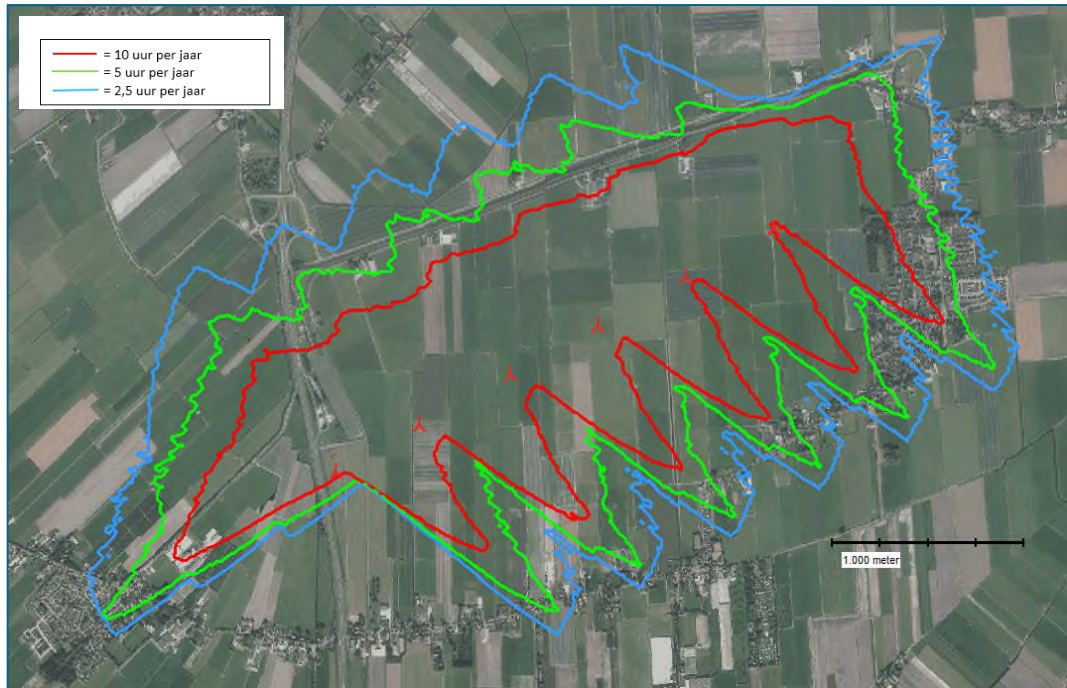 = 10 uur per jaar
= 5 uur per jaar
= 2,5 uur per jaar
1.000 meter